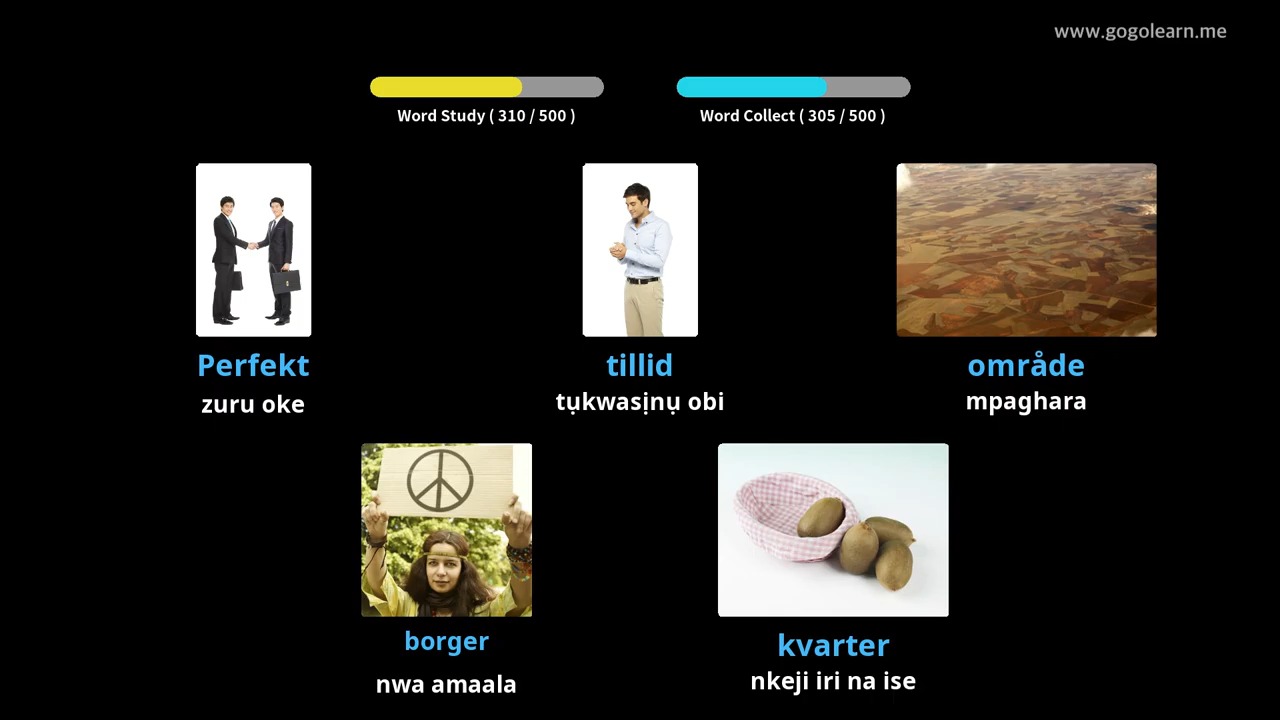 www.gogolearn.me
Word Study ( 310 / 500 )
Word Collect ( 305 / 500 )
Perfekt
zuru oke
tillid
tụkwasịnụ obi
område
mpaghara
borger
nwa amaala
kvarter
nkeji iri na ise